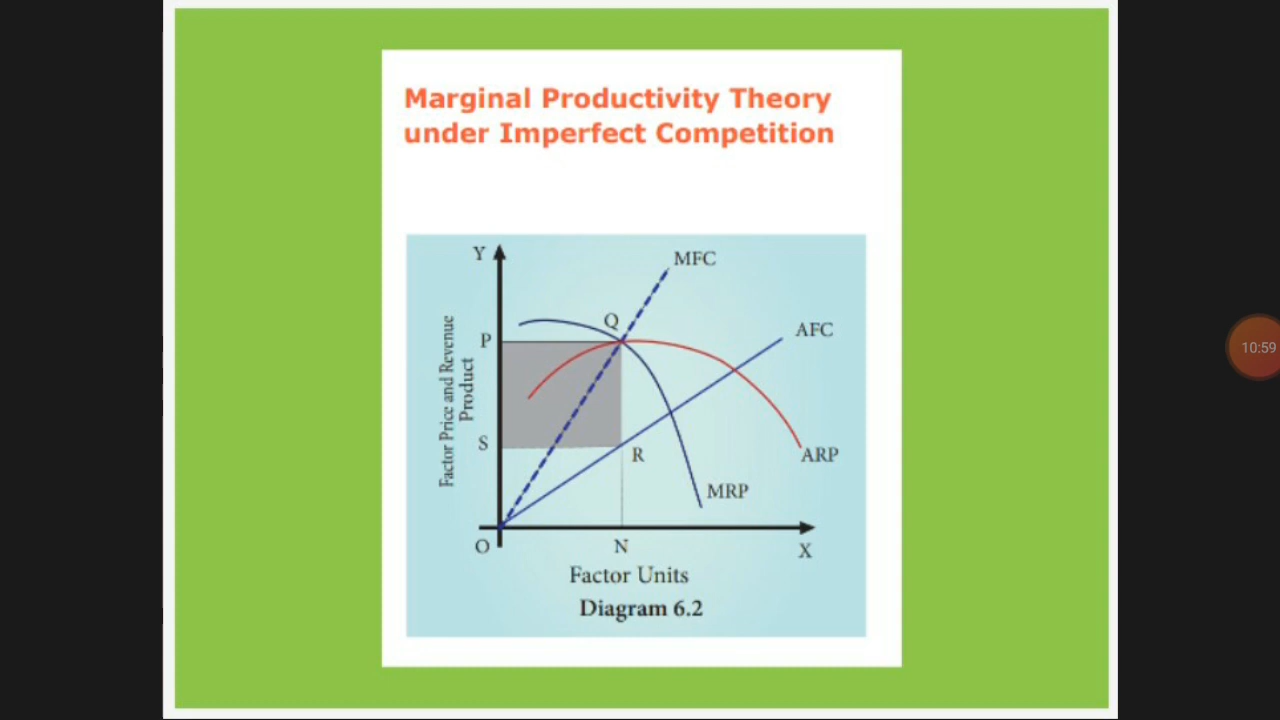 Marginal Productivity Theory
under Imperfect Competition
Y
MFC
Q
AFC
P
Factor Price and Revenue
Product
S
R
ARP
MRP
O
N
X
Factor Units
Diagram 6.2
10:59